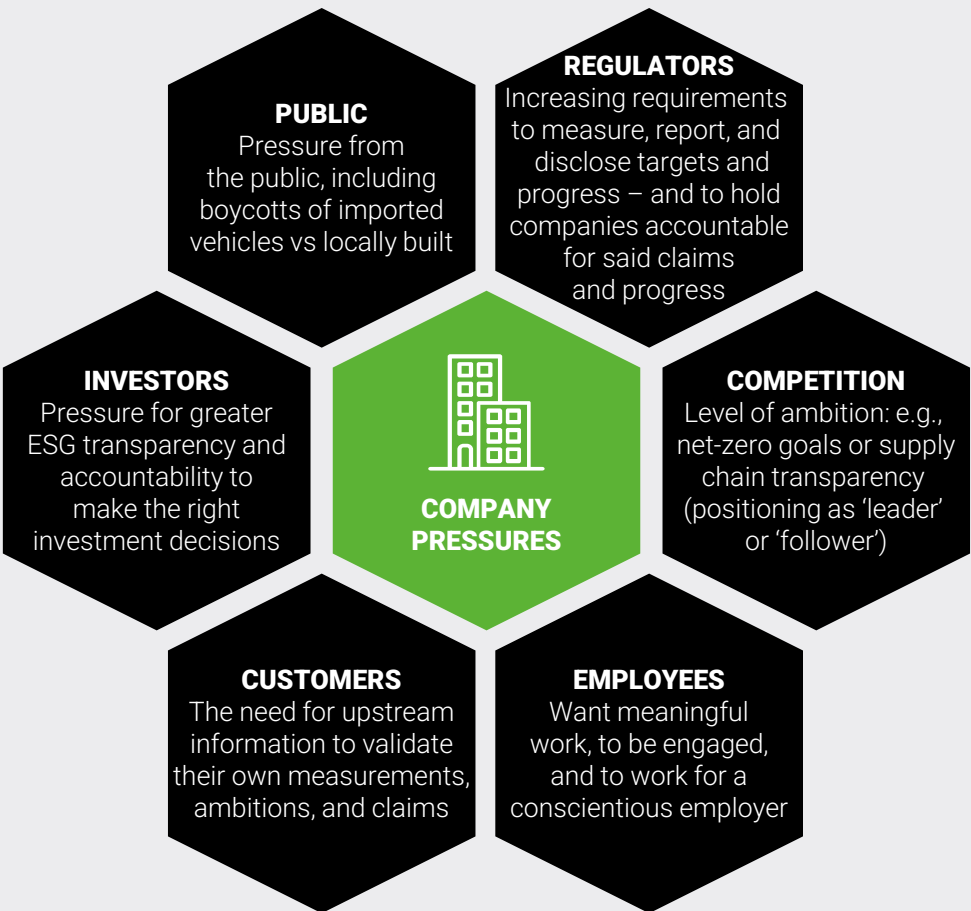 PUBLIC
Pressure from
the public, including
boycotts of imported
vehicles vs locally built
REGULATORS
Increasing requirements
to measure, report, and
disclose targets and
progress – and to hold
companies accountable
for said claims
and progress
INVESTORS
Pressure for greater
ESG transparency and
accountability to
make the right
investment decisions
COMPANY
PRESSURES
COMPETITION
Level of ambition: e.g.,
net-zero goals or supply
chain transparency
(positioning as ‘leader’
or ‘follower’)
CUSTOMERS
The need for upstream
information to validate
their own measurements,
ambitions, and claims
EMPLOYEES
Want meaningful
work, to be engaged,
and to work for a
conscientious employer